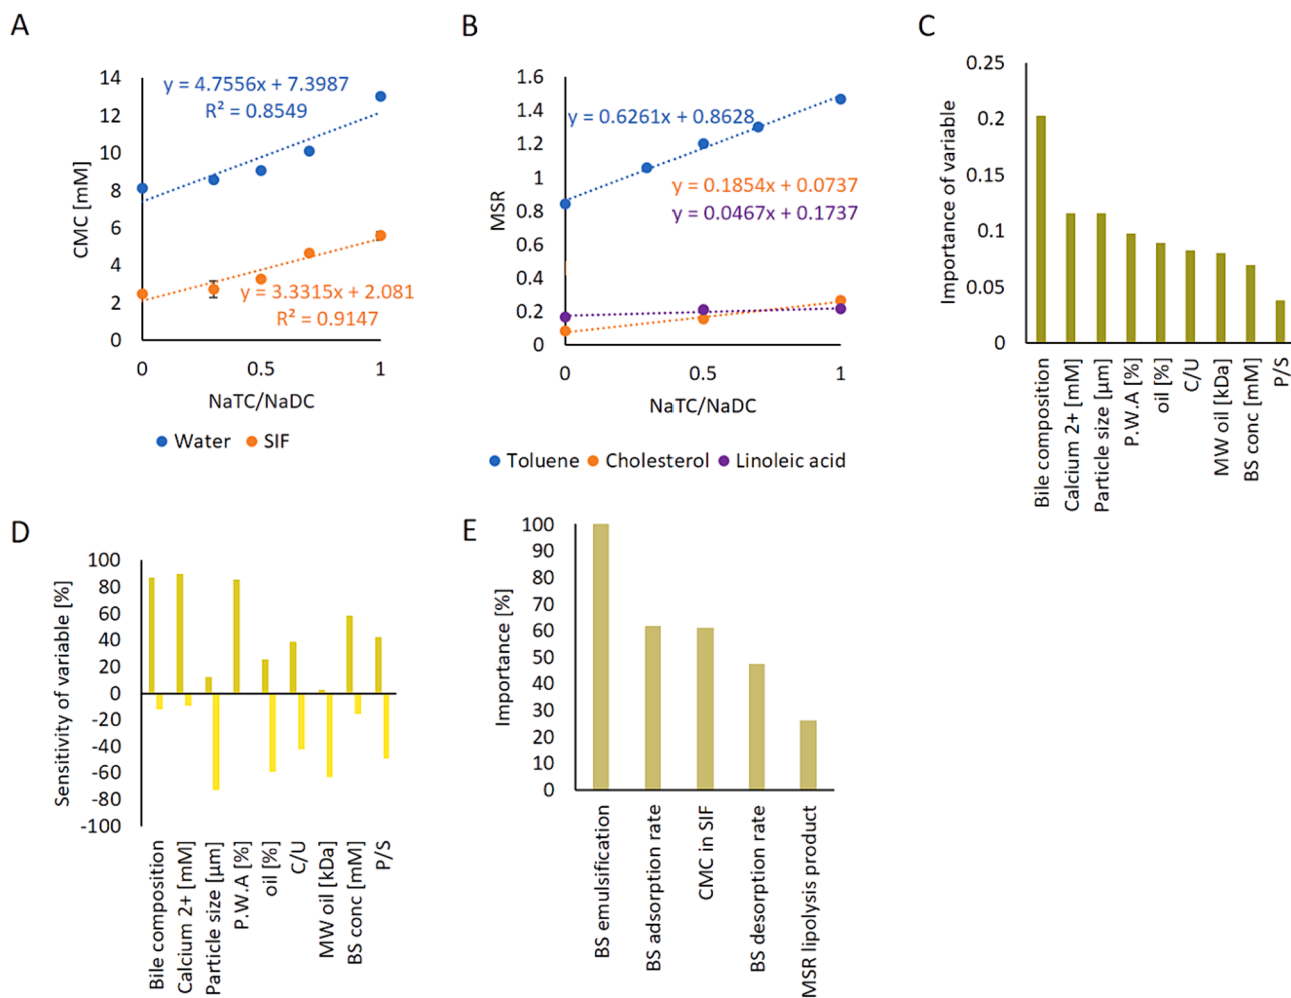 A
14
12
10
8
6
4
2
0
CMC [mM]
y = 4.7556x + 7.3987
R² = 0.8549
y = 3.3315x + 2.081
R² = 0.9147
0
0.5
1
NaTC/NaDC
Water
SIF
B
1.6
1.4
1.2
1
0.8
0.6
0.4
0.2
0
MSR
y = 0.6261x + 0.8628
y = 0.1854x + 0.0737
y = 0.0467x + 0.1737
0
0.5
1
NaTC/NaDC
Toluene
Cholesterol
Linoleic acid
C
0.25
0.2
0.15
0.1
0.05
0
Importance of variable
Bile composition
Calcium 2+ [mM]
Particle size [µm]
P.W.A [%]
oil [%]
C/U
MW oil [kDa]
BS conc [mM]
P/S
D
100
80
60
40
20
0
-20
-40
-60
-80
-100
Sensitivity of variable [%]
Bile composition
Calcium 2+ [mM]
Particle size [µm]
P.W.A [%]
oil [%]
C/U
MW oil [kDa]
BS conc [mM]
P/S
E
100
90
80
70
60
50
40
30
20
10
0
Importance [%]
BS emulsification
BS adsorption rate
CMC in SIF
BS desorption rate
MSR lipolysis product